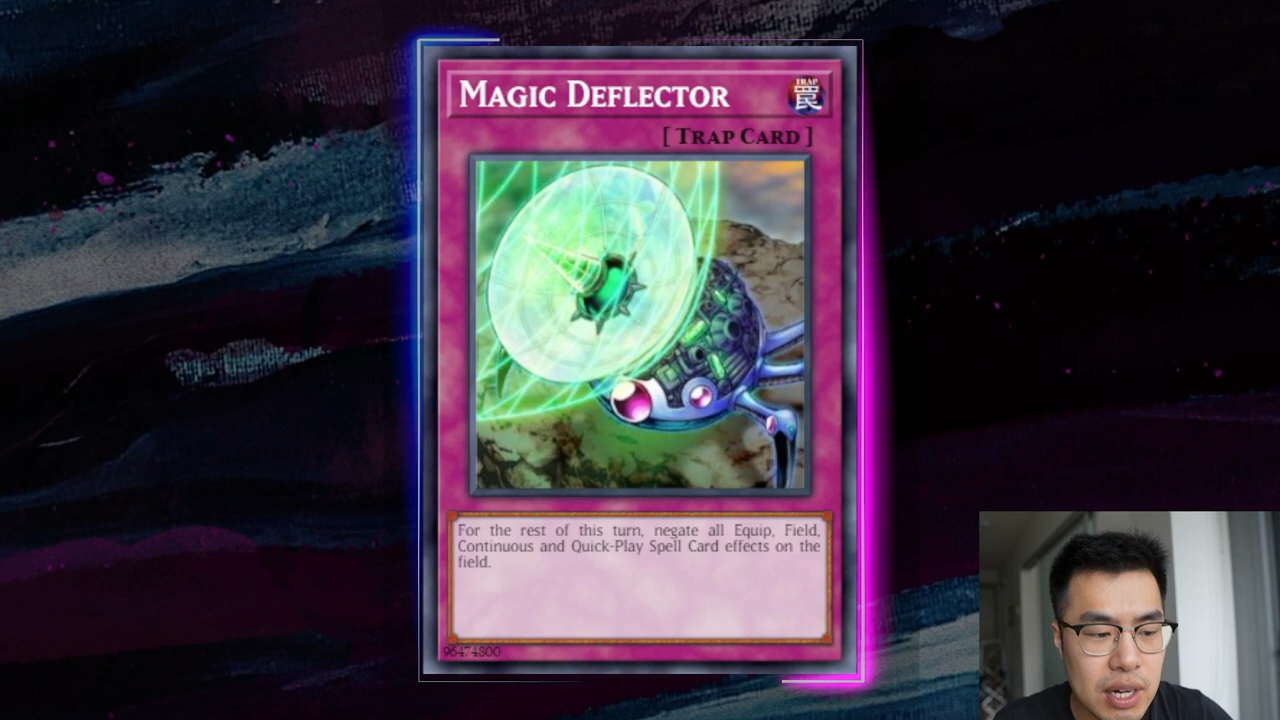 Magic Deflector
TRAP
罠
[ Trap Card ]
For the rest of this turn, negate all Equip, Field,
Continuous and Quick-Play Spell Card effects on the
field.
96474800